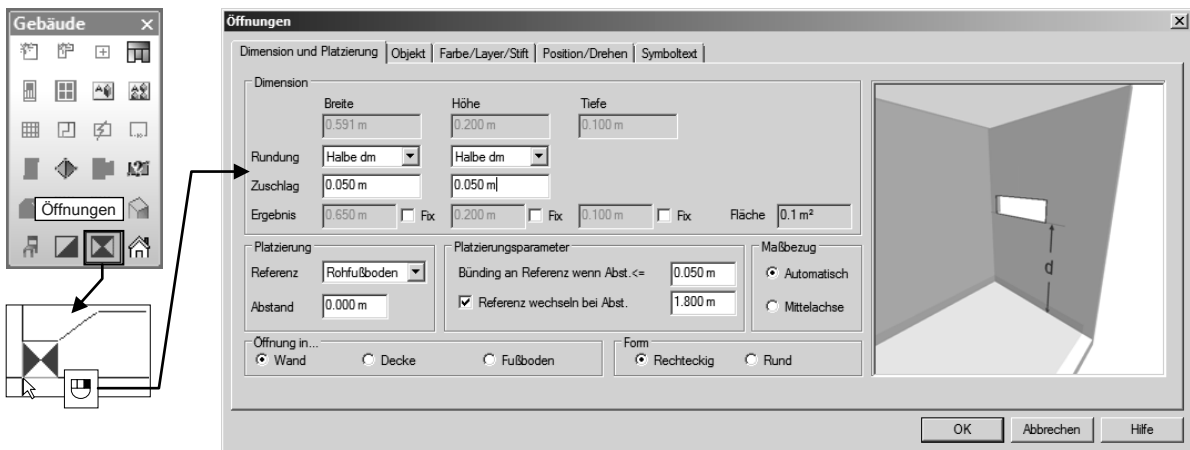 Gebäude
Öffnungen
Öffnungen
Dimension und Platzierung Objekt Farbe/Layer/Stift Position/Drehen Symboltext
Dimension
Breite Höhe Tiefe
0.591 m 0.200 m 0.100 m
Rundung Halbe dm Halbe dm
Zuschlag 0.050 m 0.050 m
Ergebnis 0.650 m Fix 0.200 m Fix 0.100 m Fix Fläche 0.1 m²
Platzierung Platzierungsparameter Maßbezug
Referenz Rohfußboden Bünding an Referenz wenn Abst.<= 0.050 m Automatisch
Abstand 0.000 m Referenz wechseln bei Abst. 1.800 m Mittelachse
Öffnung in... Form
Wand Decke Fußboden Rechteckig Rund
d
OK Abbrechen Hilfe